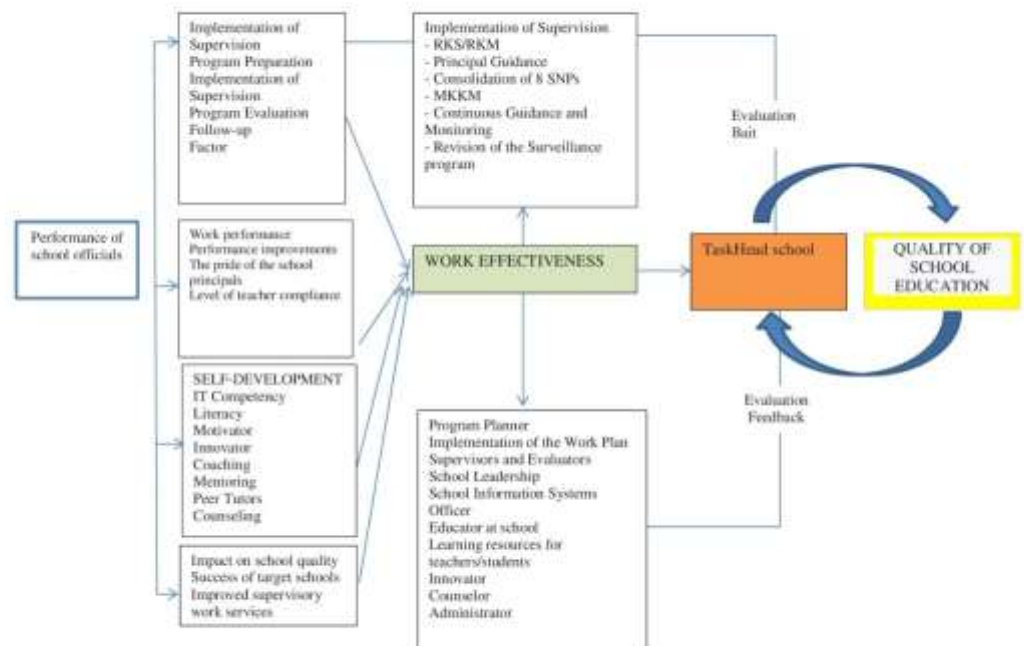 Performance of
school officials
Implementation of
Supervision
Program Preparation
Implementation of
Supervision
Program Evaluation
Follow-up
Factor
Work performance
Performance improvements
The pride of the school
principals
Level of teacher compliance
SELF-DEVELOPMENT
IT Competency
Literacy
Motivator
Innovator
Coaching
Mentoring
Peer Tutors
Counseling
Impact on school quality
Success of target schools
Improved supervisory
work services
Implementation of Supervision
- RKS/RKM
- Principal Guidance
- Consolidation of 8 SNPs
- MKKM
- Continuous Guidance and
Monitoring
- Revision of the Surveillance
program
WORK EFFECTIVENESS
Program Planner
Implementation of the Work Plan
Supervisors and Evaluators
School Leadership
School Information Systems
Officer
Educator at school
Learning resources for
teachers/students
Innovator
Counselor
Administrator
Evaluation
Bait
TaskHead school
QUALITY OF
SCHOOL
EDUCATION
Evaluation
Feedback